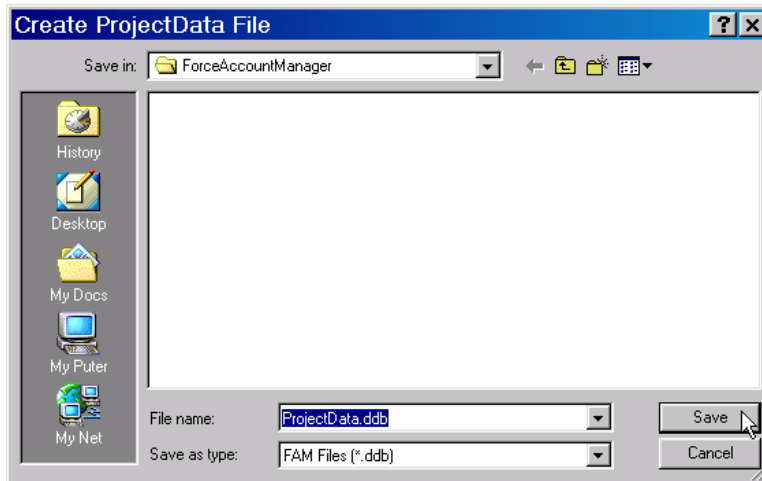 Create ProjectData File
Save in: ForceAccountManager
History
Desktop
My Docs
My Puter
My Net
File name: ProjectData.ddb Save
Save as type: FAM Files (*.ddb) Cancel